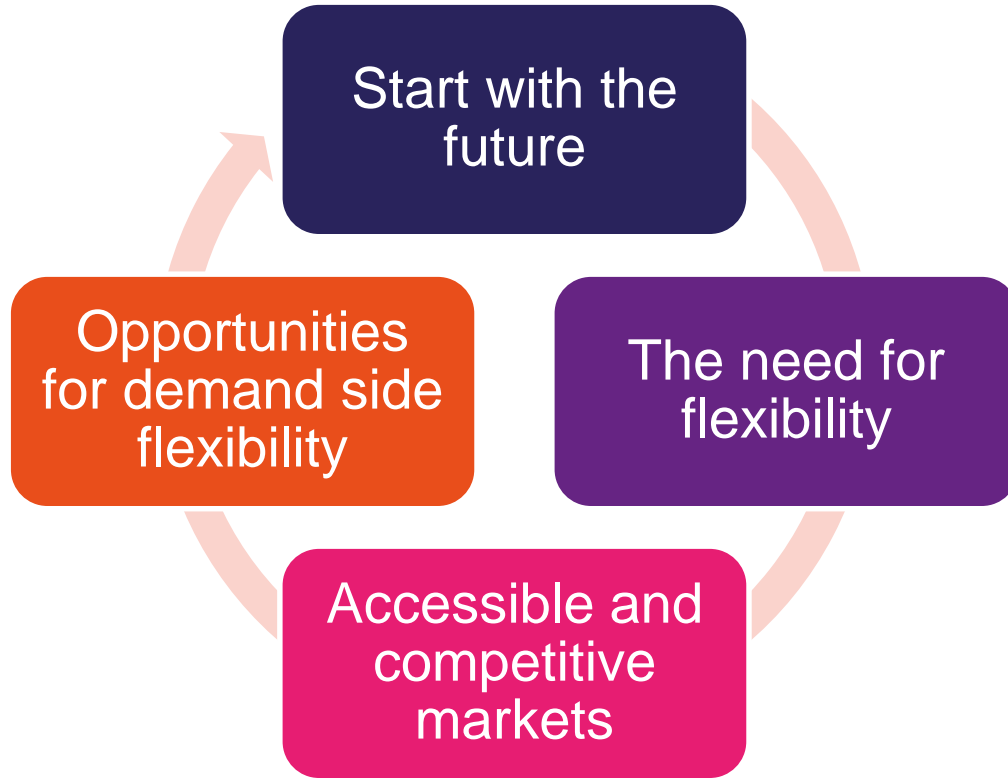 Start with the
future
The need for
flexibility
Accessible and
competitive
markets
Opportunities
for demand side
flexibility